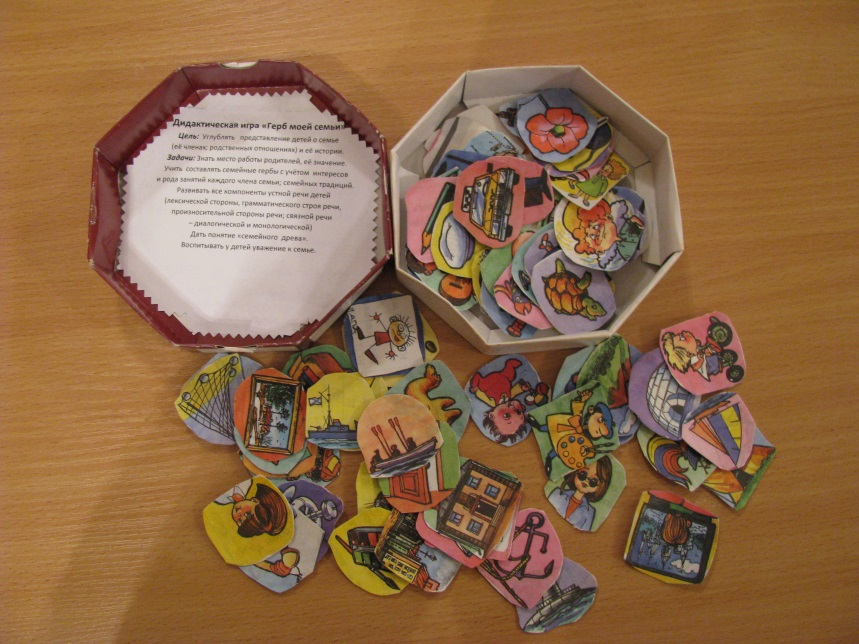 Дидактическая игра «Герб моей семьи»
Цель: Углублять представление детей о семье
(её членах; родственных отношениях) и её истории.
Задачи: Знать место работы родителей, её значение.
Учить составлять семейные гербы с учётом интересов
и рода занятий каждого члена семьи; семейных традиций.
Развивать все компоненты устной речи детей
(лексической стороны, грамматического строя речи,
произносительной стороны речи; связной речи
– диалогической и монологической)
Дать понятие «семейного древа».
Воспитывать у детей уважение к семье.